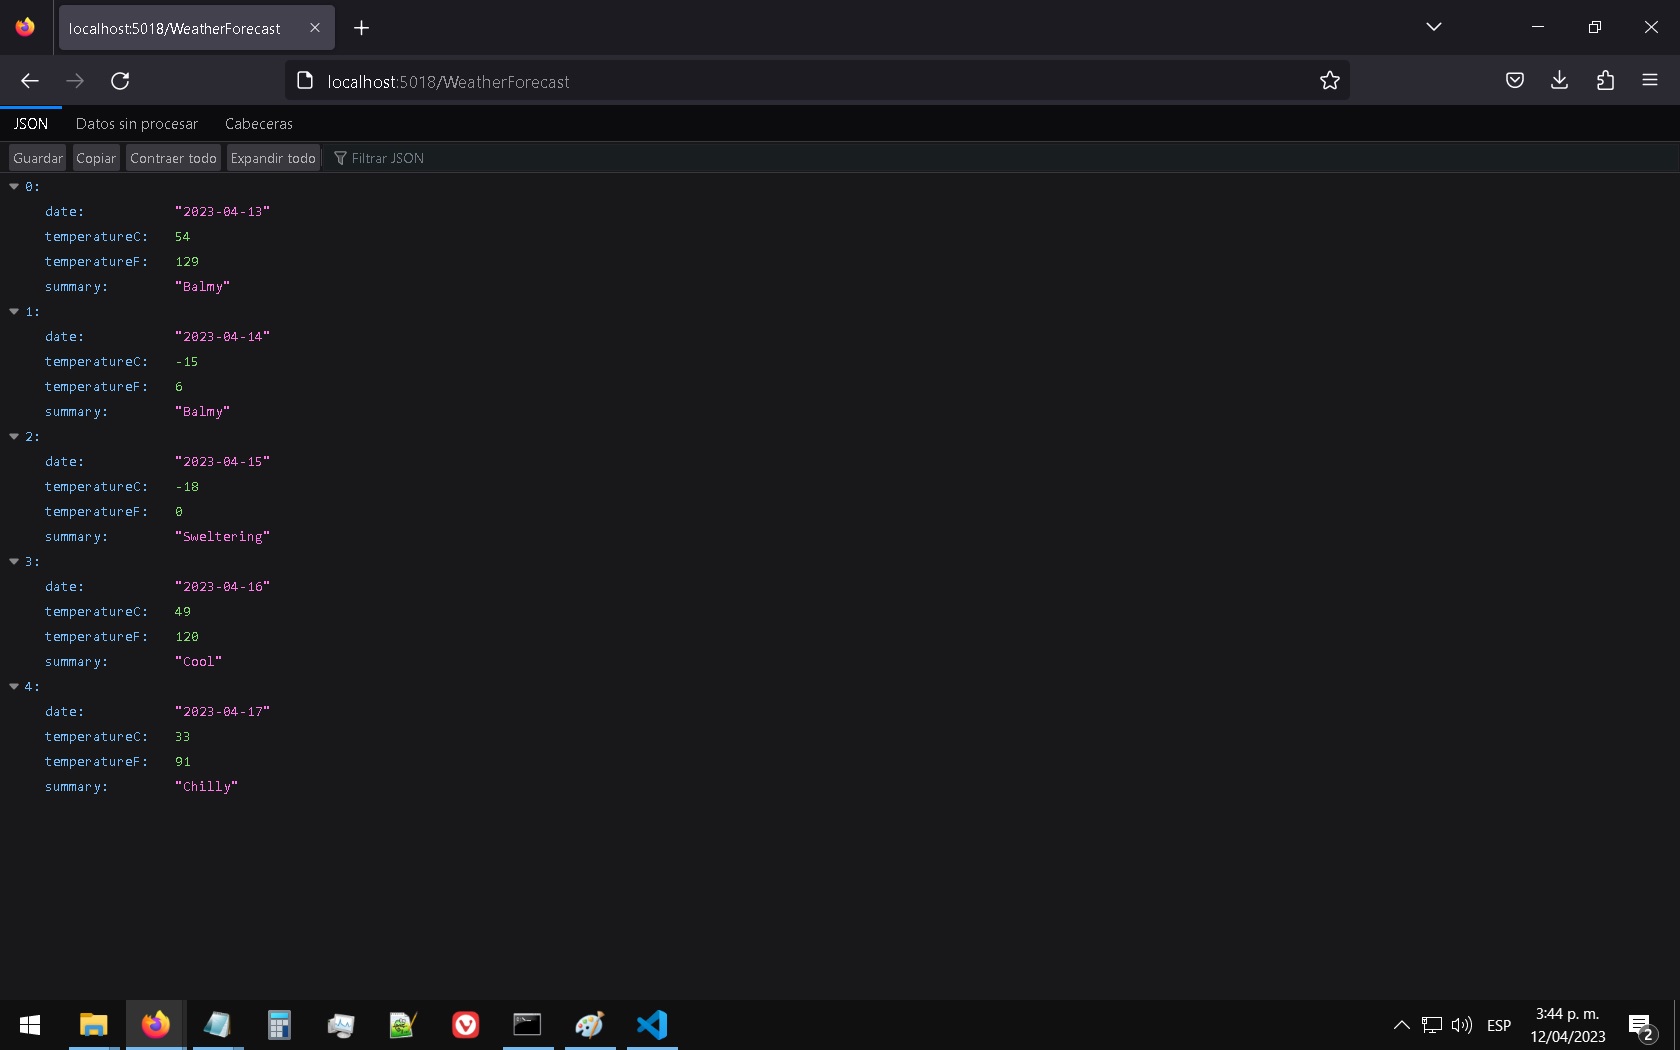 localhost:5018/WeatherForecast
localhost:5018/WeatherForecast
JSON Datos sin procesar Cabeceras
Guardar Copiar Contraer todo Expandir todo Filtrar JSON
0:
date: "2023-04-13"
temperatureC: 54
temperatureF: 129
summary: "Balmy"
1:
date: "2023-04-14"
temperatureC: -15
temperatureF: 6
summary: "Balmy"
2:
date: "2023-04-15"
temperatureC: -18
temperatureF: 0
summary: "Sweltering"
3:
date: "2023-04-16"
temperatureC: 49
temperatureF: 120
summary: "Cool"
4:
date: "2023-04-17"
temperatureC: 33
temperatureF: 91
summary: "Chilly"
ESP
3:44 p. m.
12/04/2023
2